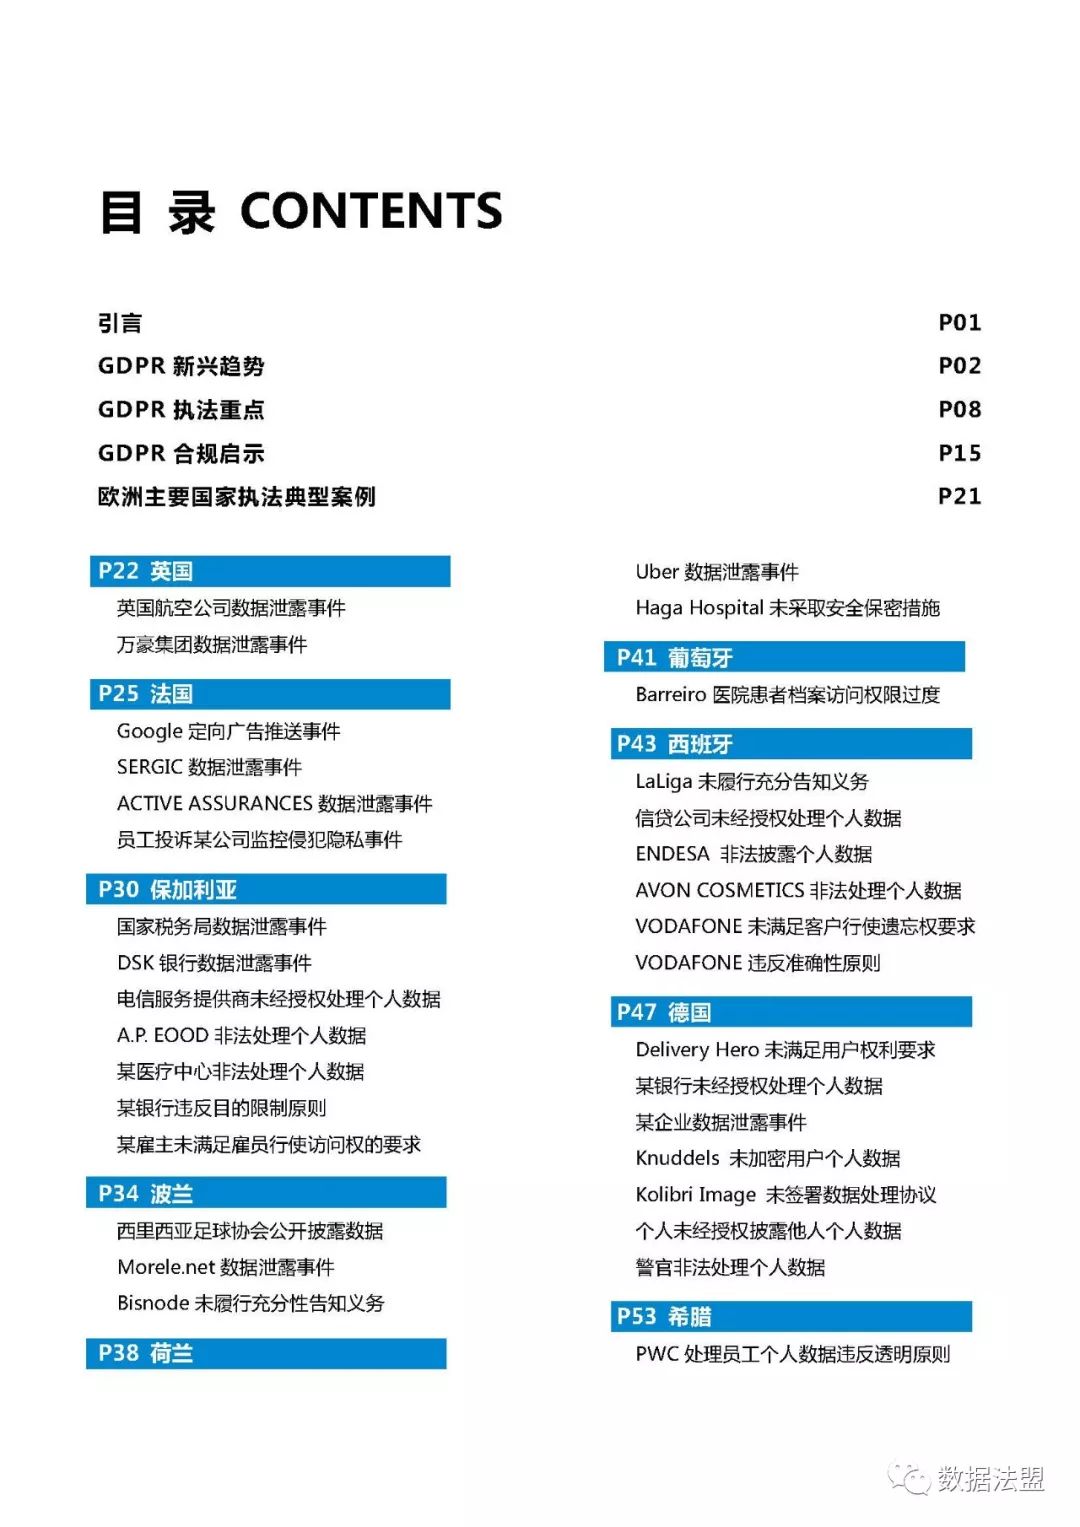 目 录 CONTENTS
引言 P01
GDPR 新兴趋势 P02
GDPR 执法重点 P08
GDPR 合规启示 P15
欧洲主要国家执法典型案例 P21
P22 英国
英国航空公司数据泄露事件
万豪集团数据泄露事件
P25 法国
Google 定向广告推送事件
SERGIC 数据泄露事件
ACTIVE ASSURANCES 数据泄露事件
员工投诉某公司监控侵犯隐私事件
P30 保加利亚
国家税务局数据泄露事件
DSK 银行数据泄露事件
电信服务提供商未经授权处理个人数据
A.P. EOOD 非法处理个人数据
某医疗中心非法处理个人数据
某银行违反目的限制原则
某雇主未满足雇员行使访问权的要求
P34 波兰
西里西亚足球协会公开披露数据
Morele.net 数据泄露事件
Bisnode 未履行充分性告知义务
P38 荷兰
Uber 数据泄露事件
Haga Hospital 未采取安全保密措施
P41 葡萄牙
Barreiro 医院患者档案访问权限过度
P43 西班牙
LaLiga 未履行充分告知义务
信贷公司未经授权处理个人数据
ENDESA 非法披露个人数据
AVON COSMETICS 非法处理个人数据
VODAFONE 未满足客户行使遗忘权要求
VODAFONE 违反准确性原则
P47 德国
Delivery Hero 未满足用户权利要求
某银行未经授权处理个人数据
某企业数据泄露事件
Knuddels 未加密用户个人数据
Kolibri Image 未签署数据处理协议
个人未经授权披露他人个人数据
警官非法处理个人数据
P53 希腊
PWC 处理员工个人数据违反透明原则
数据法盟